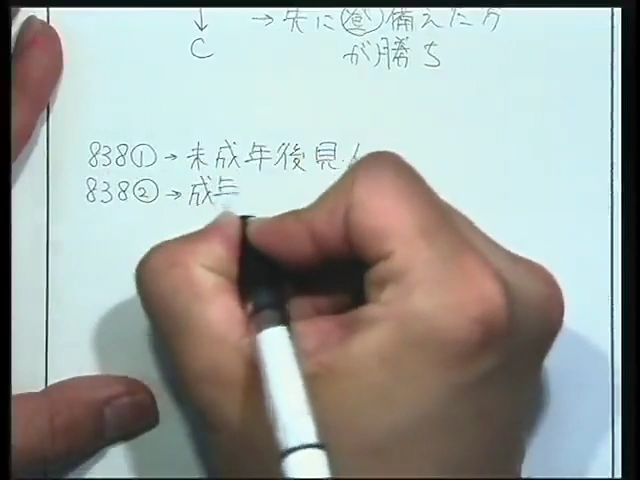 ↓ → 先に㊎備えた方
C が勝ち
838① → 未成年後見人
838② → 成年